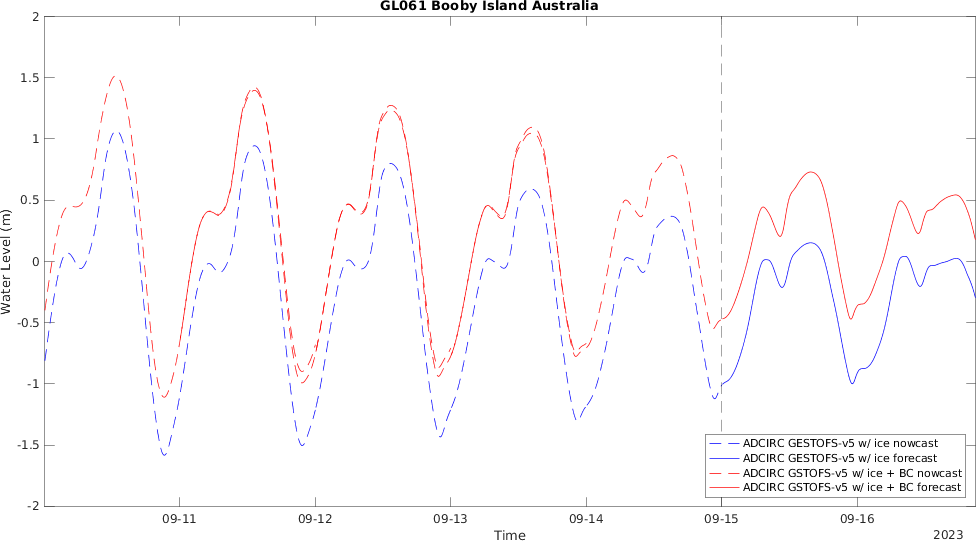 GL061 Booby Island Australia
2
1.5
1
0.5
0
-0.5
-1
-1.5
-2
Water Level (m)
ADCIRC GESTOFS-v5 w/ ice nowcast
ADCIRC GESTOFS-v5 w/ ice forecast
ADCIRC GSTOFS-v5 w/ ice + BC nowcast
ADCIRC GSTOFS-v5 w/ ice + BC forecast
09-11 09-12 09-13 09-14 09-15 09-16
Time
2023